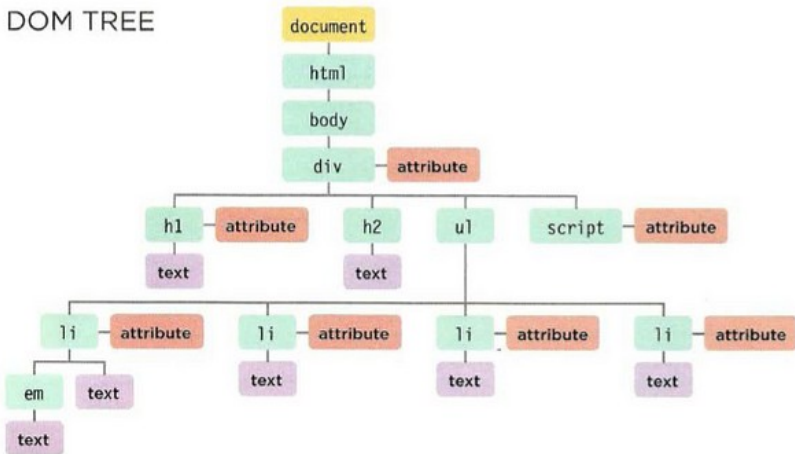 DOM TREE
document
html
body
div attribute
h1 attribute h2 ul script attribute
text text
li attribute li attribute li attribute li attribute
text text text
em text
text